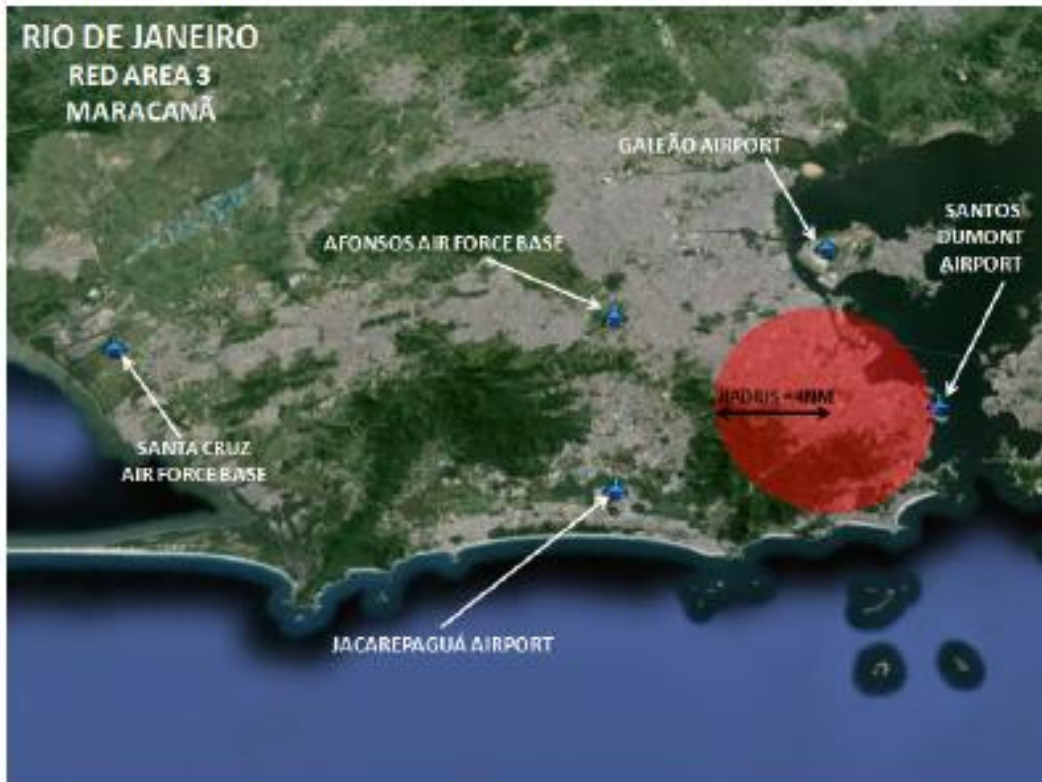 RIO DE JANEIRO
RED AREA 3
MARACANÃ
GALEÃO AIRPORT
SANTOS
DUMONT
AIRPORT
AFONSOS AIR FORCE BASE
RADIUS = 4NM
SANTA CRUZ
AIR FORCE BASE
JACAREPAGUÁ AIRPORT